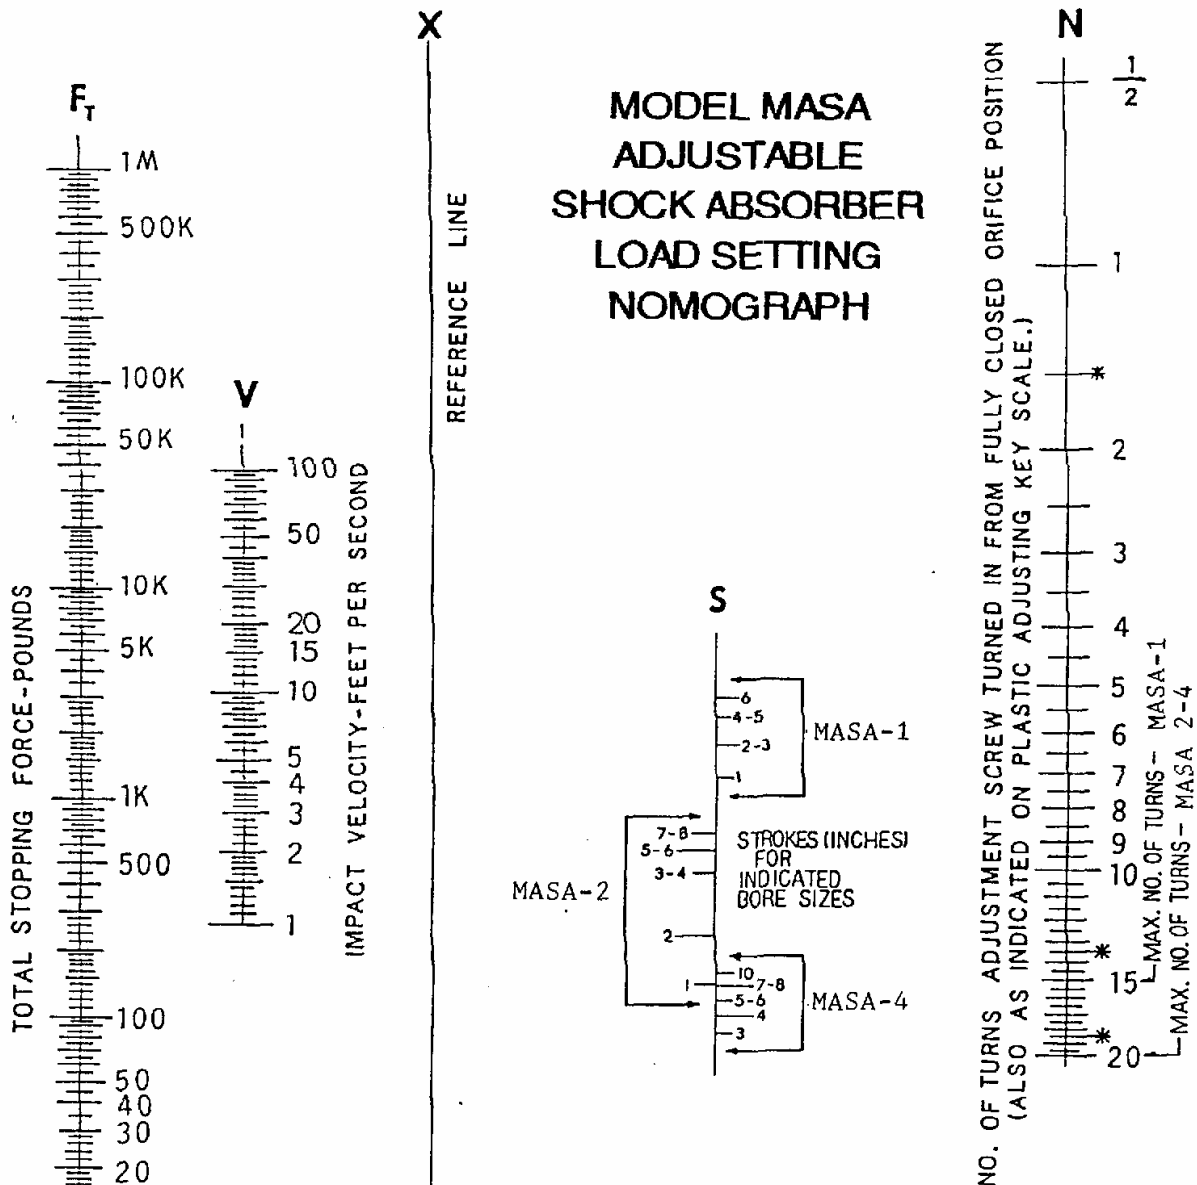 X
N
F_T
MODEL MASA
ADJUSTABLE
SHOCK ABSORBER
LOAD SETTING
NOMOGRAPH
1M
500K
100K
50K
10K
5K
1K
500
100
50
40
30
20
TOTAL STOPPING FORCE-POUNDS
V
100
50
20
15
10
5
4
3
2
1
IMPACT VELOCITY-FEET PER SECOND
REFERENCE LINE
S
6
4-5
2-3
1
MASA-1
7-8
5-6
3-4
2
1
MASA-2
STROKES (INCHES)
FOR
INDICATED
BORE SIZES
10
7-8
5-6
4
3
MASA-4
NO. OF TURNS ADJUSTMENT SCREW TURNED IN FROM FULLY CLOSED ORIFICE POSITION
(ALSO AS INDICATED ON PLASTIC ADJUSTING KEY SCALE.)
1/2
1
*
2
3
4
5
6
7
8
9
10
*
15
*
20
MAX. NO. OF TURNS- MASA-1
MAX. NO. OF TURNS- MASA 2-4